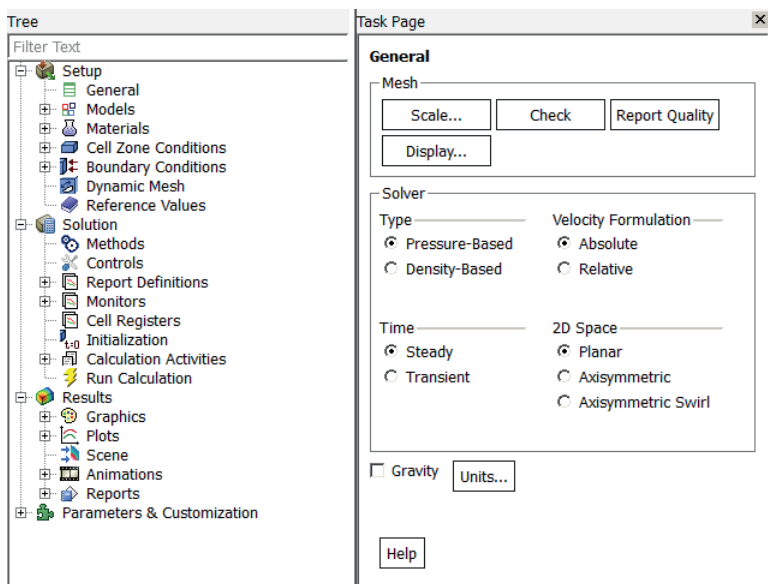 Tree
Filter Text
Setup
General
Models
Materials
Cell Zone Conditions
Boundary Conditions
Dynamic Mesh
Reference Values
Solution
Methods
Controls
Report Definitions
Monitors
Cell Registers
t=0 Initialization
Calculation Activities
Run Calculation
Results
Graphics
Plots
Scene
Animations
Reports
Parameters & Customization
Task Page
General
Mesh
Scale... Check Report Quality
Display...
Solver
Type Velocity Formulation
Pressure-Based Absolute
Density-Based Relative
Time 2D Space
Steady Planar
Transient Axisymmetric
Axisymmetric Swirl
Gravity Units...
Help